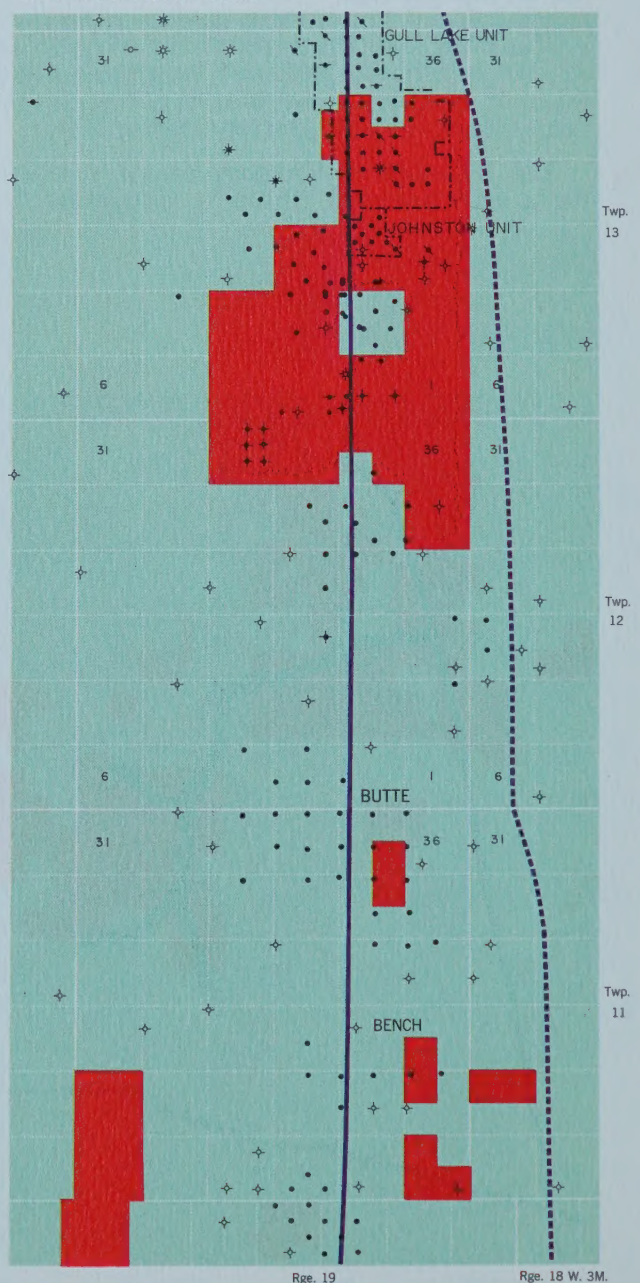 GULL LAKE UNIT
31 36 31
Twp.
13
JOHNSTON UNIT
6 1 6
31 36 31
Twp.
12
6 1 6
BUTTE
31 36 31
Twp.
11
BENCH
Rge. 19 Rge. 18 W. 3M.